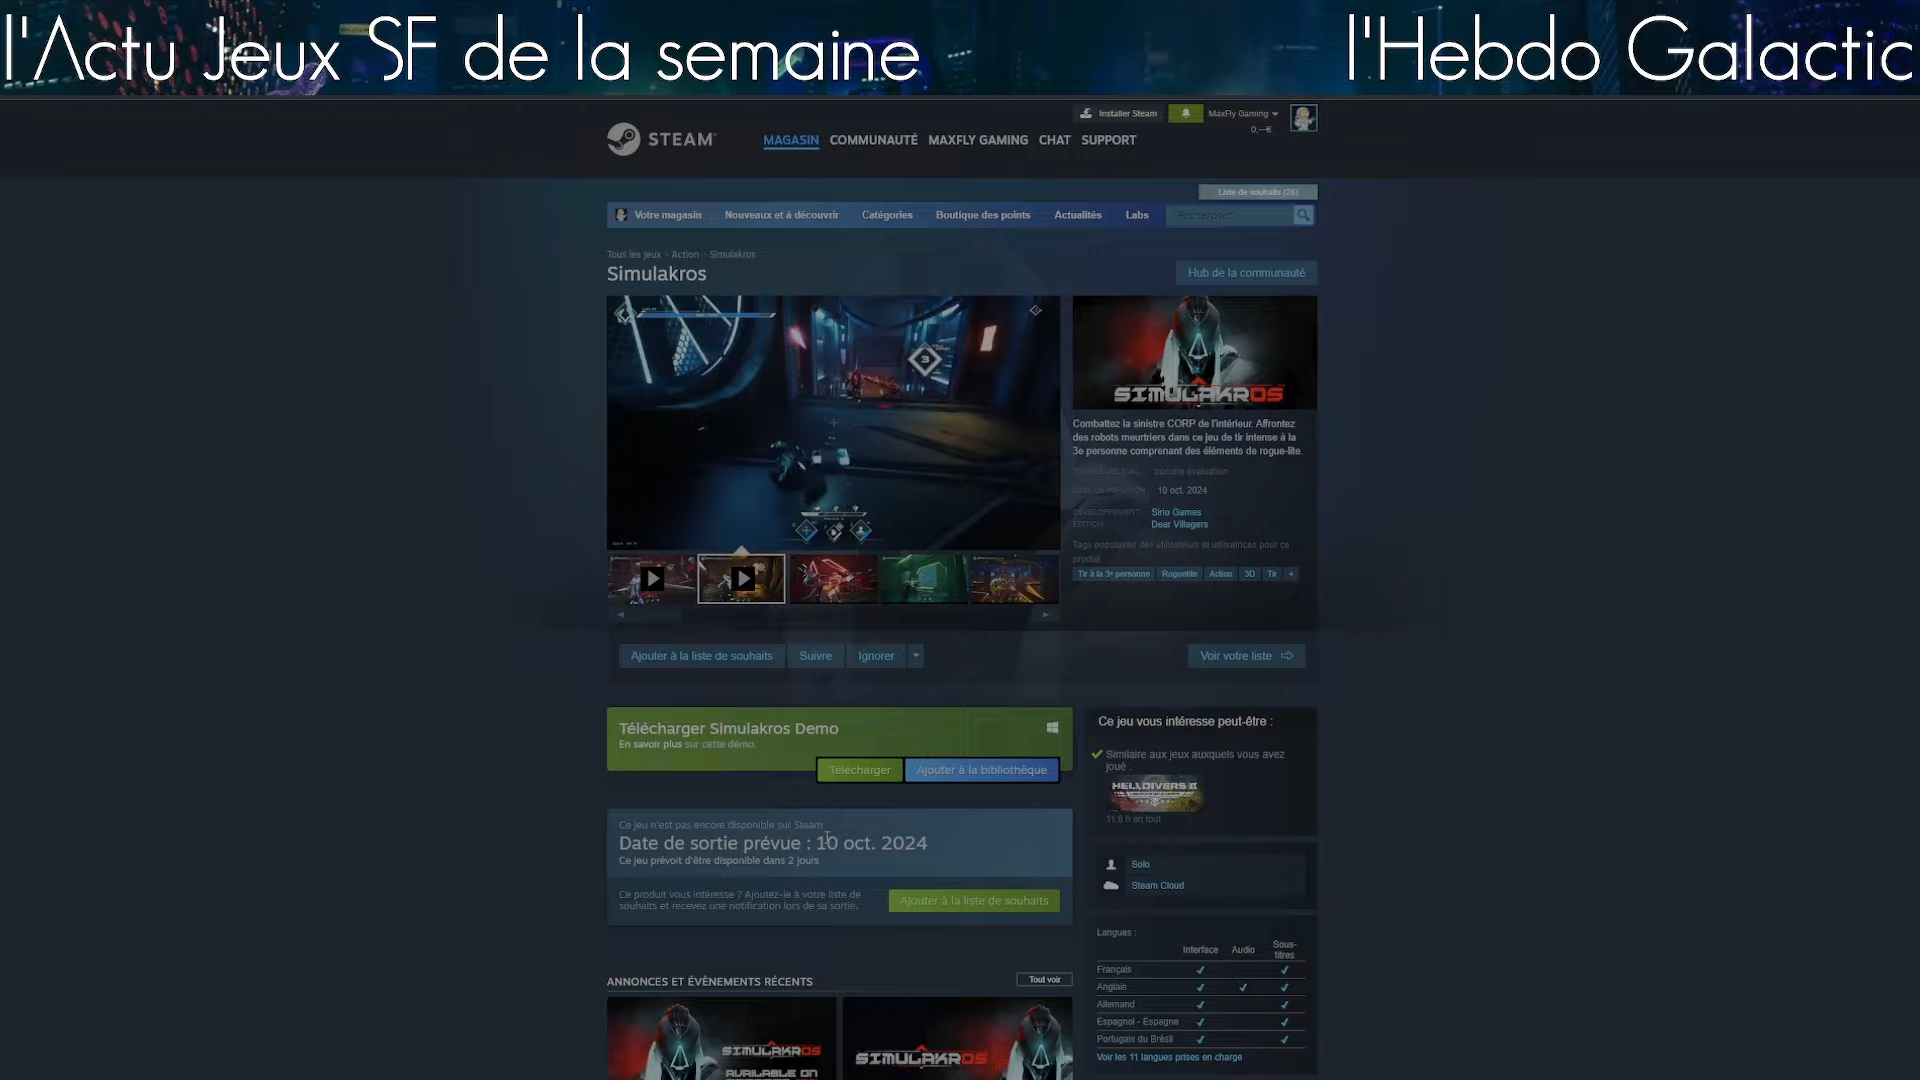 l'Actu Jeux SF de la semaine
l'Hebdo Galactic
Installer Steam
MaxFly Gaming
0,--€
STEAM
MAGASIN
COMMUNAUTÉ
MAXFLY GAMING
CHAT
SUPPORT
Liste de souhaits (26)
Votre magasin
Nouveaux et à découvrir
Catégories
Boutique des points
Actualités
Labs
Rechercher
Tous les jeux > Action > Simulakros
Simulakros
Hub de la communauté
3
SIMULAKROS
Combattez la sinistre CORP de l'intérieur. Affrontez
des robots meurtriers dans ce jeu de tir intense à la
3e personne comprenant des éléments de rogue-lite.
aucune évaluation
DATE DE PARUTION :
10 oct. 2024
DÉVELOPPEMENT :
Sirio Games
ÉDITION :
Dear Villagers
Tags populaires des utilisateurs et utilisatrices pour ce
produit
Tir à la 3e personne
Roguelite
Action
3D
Tir
+
Ajouter à la liste de souhaits
Suivre
Ignorer
Voir votre liste
Télécharger Simulakros Demo
En savoir plus sur cette démo.
Télécharger
Ajouter à la bibliothèque
Ce jeu vous intéresse peut-être :
Similaire aux jeux auxquels vous avez
joué :
HELLDIVERS II
11.6 h en tout
Ce jeu n'est pas encore disponible sur Steam
Date de sortie prévue : 10 oct. 2024
Ce jeu prévoit d'être disponible dans 2 jours
Ce produit vous intéresse ? Ajoutez-le à votre liste de
souhaits et recevez une notification lors de sa sortie.
Ajouter à la liste de souhaits
Solo
Steam Cloud
Langues :
Interface
Audio
Sous-
titres
Français
Anglais
Allemand
Espagnol - Espagne
Portugais du Brésil
Voir les 11 langues prises en charge
ANNONCES ET ÉVÈNEMENTS RÉCENTS
Tout voir
SIMULAKROS
AVAILABLE ON
SIMULAKROS